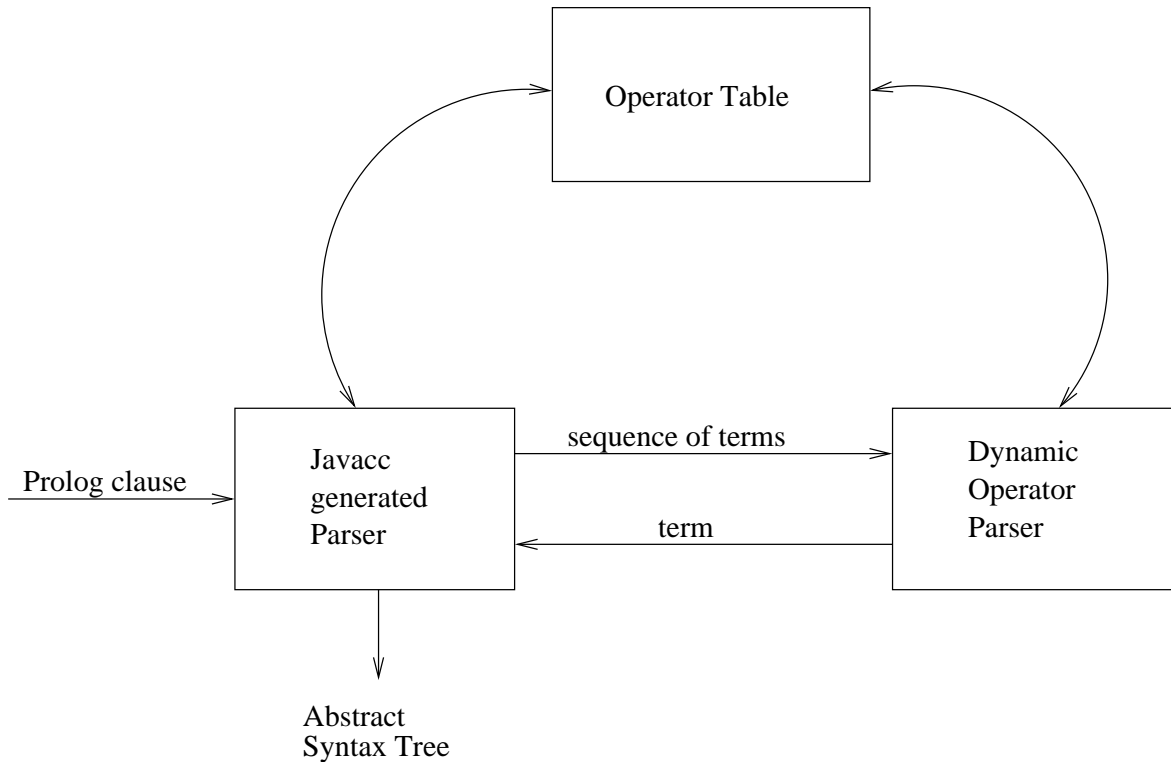 Operator Table
sequence of terms
Prolog clause
Javacc
generated
Parser
term
Dynamic
Operator
Parser
Abstract
Syntax Tree